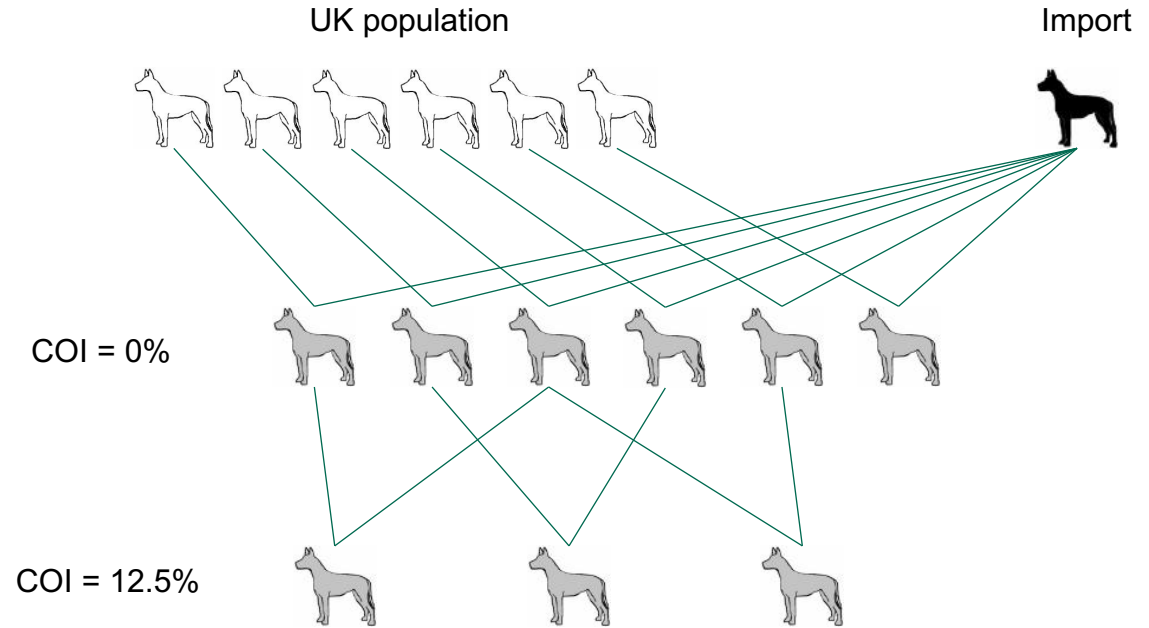 UK population
Import
COI = 0%
COI = 12.5%